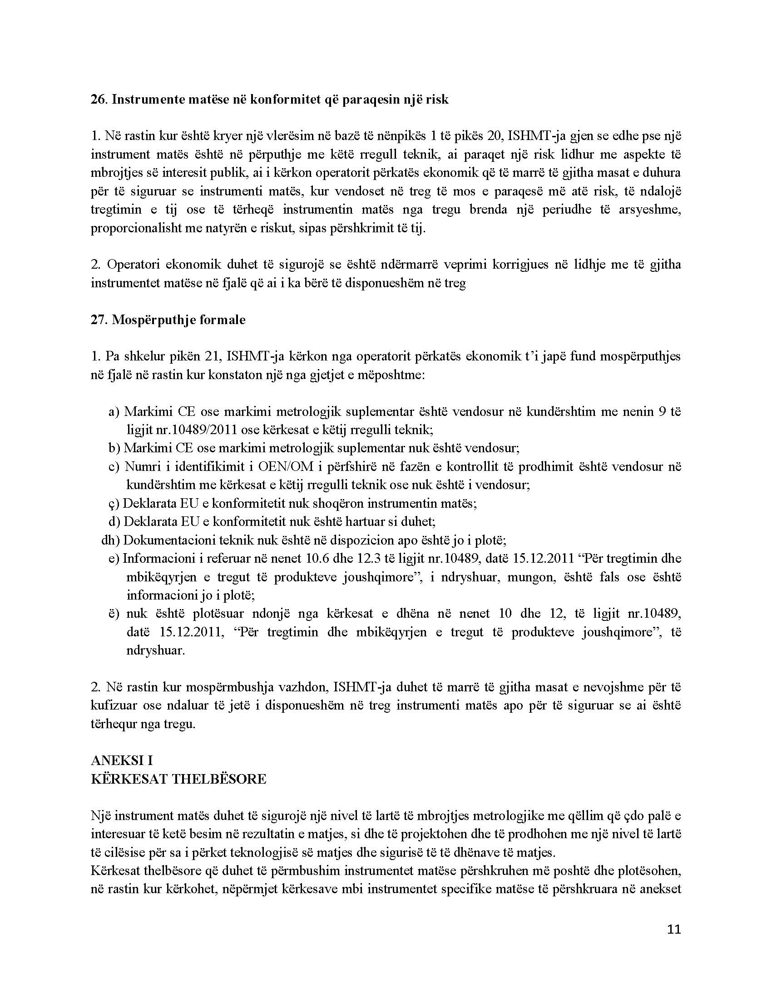 26. Instrumente matëse në konformitet që paraqesin një risk
1. Në rastin kur është kryer një vlerësim në bazë të nënpikës 1 të pikës 20, ISHMT-ja gjen se edhe pse një
instrument matës është në përputhje me këtë rregull teknik, ai paraqet një risk lidhur me aspekte të
mbrojtjes së interesit publik, ai i kërkon operatorit përkatës ekonomik që të marrë të gjitha masat e duhura
për të siguruar se instrumenti matës, kur vendoset në treg të mos e paraqesë më atë risk, të ndalojë
tregtimin e tij ose të tërheqë instrumentin matës nga tregu brenda një periudhe të arsyeshme,
proporcionalisht me natyrën e riskut, sipas përshkrimit të tij.
2. Operatori ekonomik duhet të sigurojë se është ndërmarrë veprimi korrigjues në lidhje me të gjitha
instrumentet matëse në fjalë që ai i ka bërë të disponueshëm në treg
27. Mospërputhje formale
1. Pa shkelur pikën 21, ISHMT-ja kërkon nga operatorit përkatës ekonomik t’i japë fund mospërputhjes
në fjalë në rastin kur konstaton një nga gjetjet e mëposhtme:
a) Markimi CE ose markimi metrologjik suplementar është vendosur në kundërshtim me nenin 9 të
ligjit nr.10489/2011 ose kërkesat e këtij rregulli teknik;
b) Markimi CE ose markimi metrologjik suplementar nuk është vendosur;
c) Numri i identifikimit i OEN/OM i përfshirë në fazën e kontrollit të prodhimit është vendosur në
kundërshtim me kërkesat e këtij rregulli teknik ose nuk është i vendosur;
ç) Deklarata EU e konformitetit nuk shoqëron instrumentin matës;
d) Deklarata EU e konformitetit nuk është hartuar si duhet;
dh) Dokumentacioni teknik nuk është në dispozicion apo është jo i plotë;
e) Informacioni i referuar në nenet 10.6 dhe 12.3 të ligjit nr.10489, datë 15.12.2011 “Për tregtimin dhe
mbikëqyrjen e tregut të produkteve joushqimore”, i ndryshuar, mungon, është fals ose është
informacioni jo i plotë;
ë) nuk është plotësuar ndonjë nga kërkesat e dhëna në nenet 10 dhe 12, të ligjit nr.10489,
datë 15.12.2011, “Për tregtimin dhe mbikëqyrjen e tregut të produkteve joushqimore”, të
ndryshuar.
2. Në rastin kur mospërmbushja vazhdon, ISHMT-ja duhet të marrë të gjitha masat e nevojshme për të
kufizuar ose ndaluar të jetë i disponueshëm në treg instrumenti matës apo për të siguruar se ai është
tërhequr nga tregu.
ANEKSI I
KËRKESAT THELBËSORE
Një instrument matës duhet të sigurojë një nivel të lartë të mbrojtjes metrologjike me qëllim që çdo palë e
interesuar të ketë besim në rezultatin e matjes, si dhe të projektohen dhe të prodhohen me një nivel të lartë
të cilësise për sa i përket teknologjisë së matjes dhe sigurisë të të dhënave të matjes.
Kërkesat thelbësore që duhet të përmbushim instrumentet matëse përshkruhen më poshtë dhe plotësohen,
në rastin kur kërkohet, nëpërmjet kërkesave mbi instrumentet specifike matëse të përshkruara në anekset
11